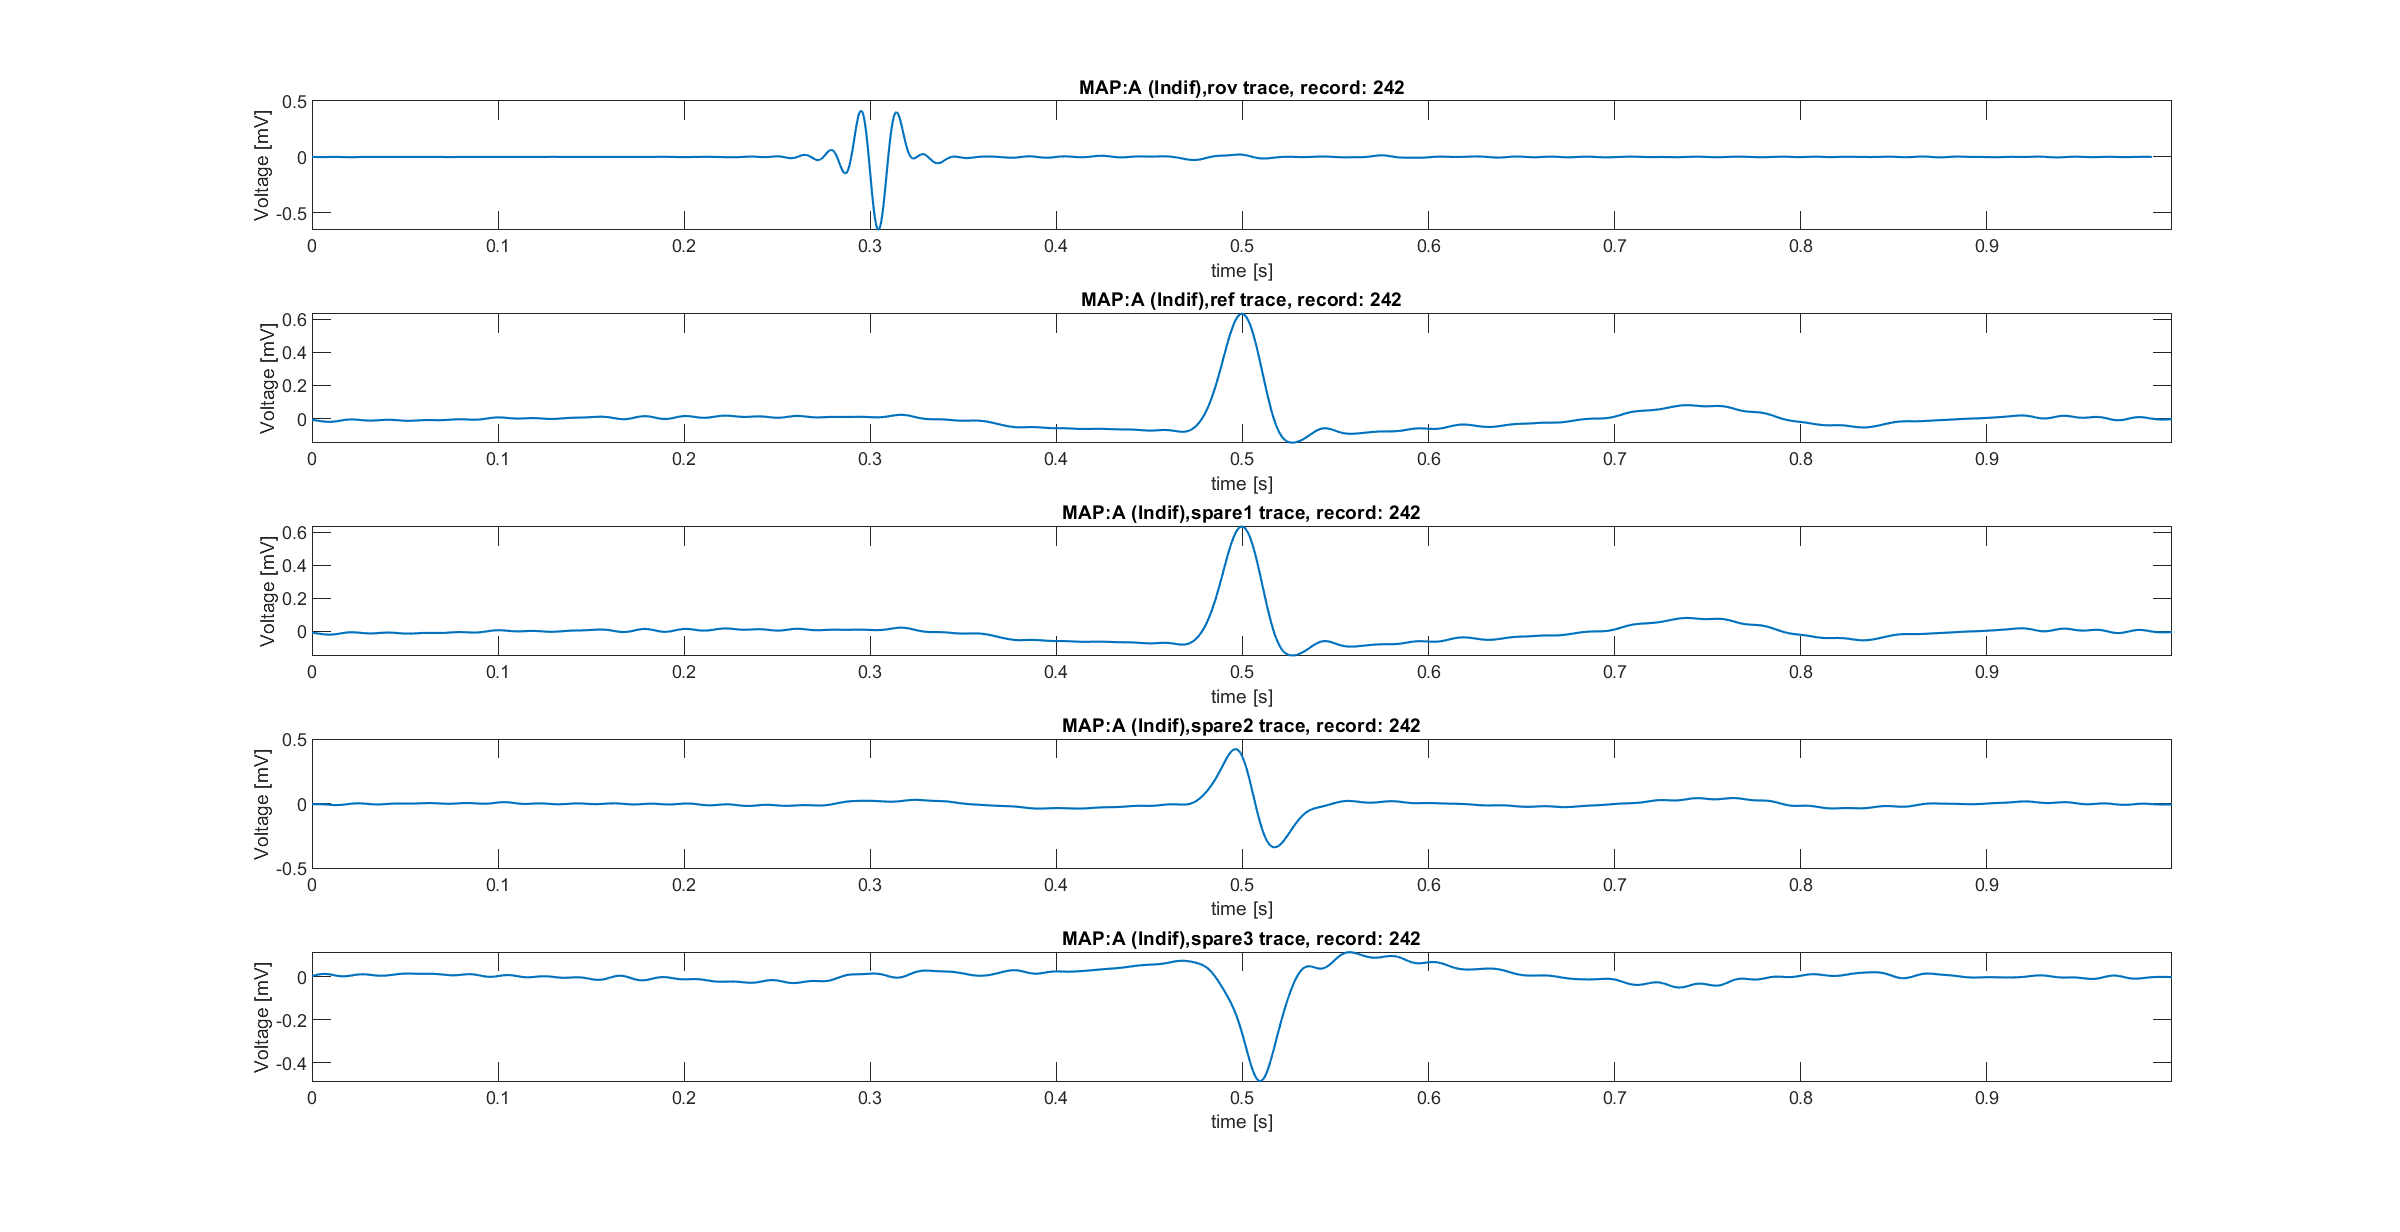 MAP:A (Indif),rov trace, record: 242
Voltage [mV]
0.5
0
-0.5
0 0.1 0.2 0.3 0.4 0.5 0.6 0.7 0.8 0.9
time [s]
MAP:A (Indif),ref trace, record: 242
Voltage [mV]
0.6
0.4
0.2
0
0 0.1 0.2 0.3 0.4 0.5 0.6 0.7 0.8 0.9
time [s]
MAP:A (Indif),spare1 trace, record: 242
Voltage [mV]
0.6
0.4
0.2
0
0 0.1 0.2 0.3 0.4 0.5 0.6 0.7 0.8 0.9
time [s]
MAP:A (Indif),spare2 trace, record: 242
Voltage [mV]
0.5
0
-0.5
0 0.1 0.2 0.3 0.4 0.5 0.6 0.7 0.8 0.9
time [s]
MAP:A (Indif),spare3 trace, record: 242
Voltage [mV]
0
-0.2
-0.4
0 0.1 0.2 0.3 0.4 0.5 0.6 0.7 0.8 0.9
time [s]